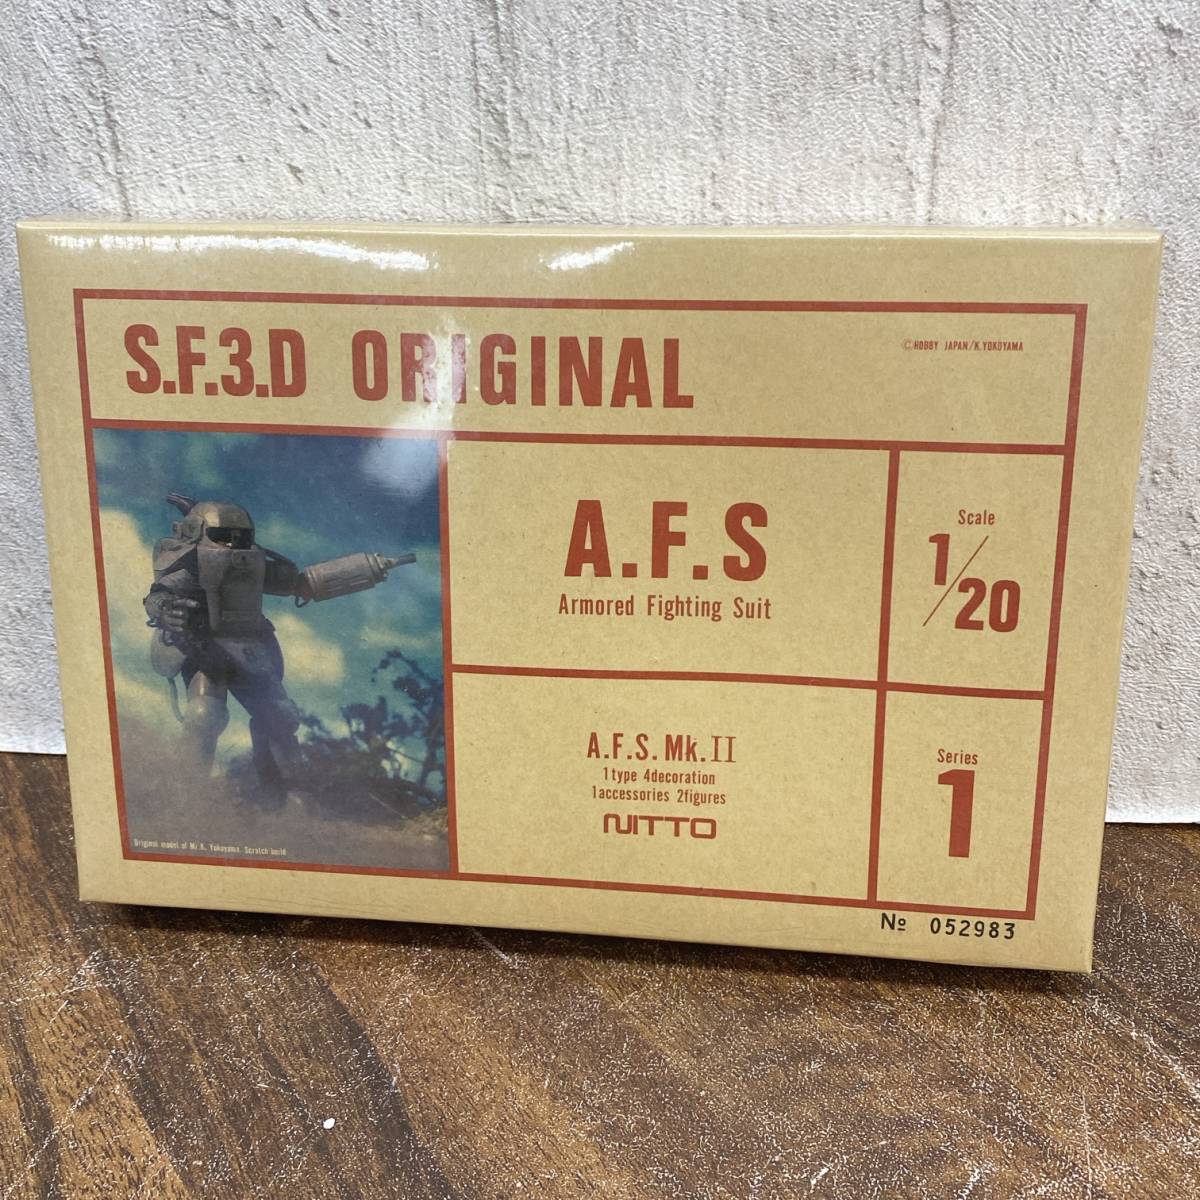 S.F.3.D ORIGINAL
©HOBBY JAPAN/K.YOKOYAMA
A.F.S
Armored Fighting Suit
Scale
1/20
A.F.S. Mk. II
1type 4decoration
1accessories 2figures
NITTO
Series
1
Original model of Mr. K. Yokoyama. Scratch build
№ 052983